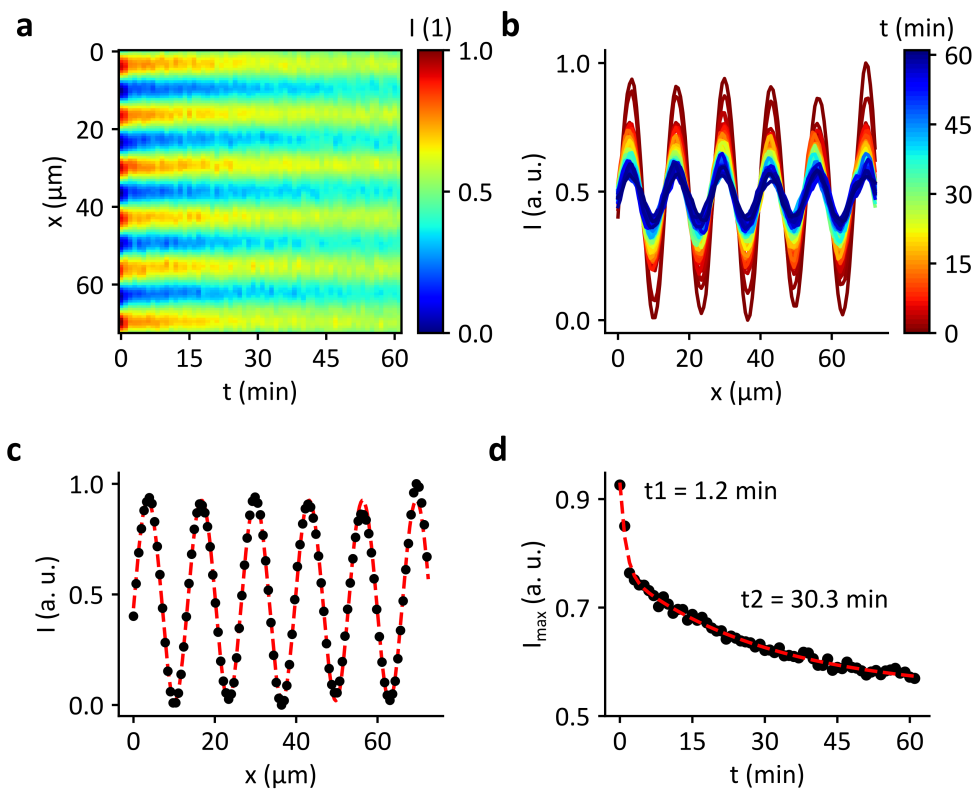 a
I (1)
0
20
40
60
x (µm)
0 15 30 45 60
t (min)
1.0
0.5
0.0
b
t (min)
1.0
0.5
0.0
I (a. u.)
0 20 40 60
x (µm)
60
45
30
15
0
c
1.0
0.5
0.0
I (a. u.)
0 20 40 60
x (µm)
d
t1 = 1.2 min
t2 = 30.3 min
0.9
0.7
0.5
Imax (a. u.)
0 15 30 45 60
t (min)